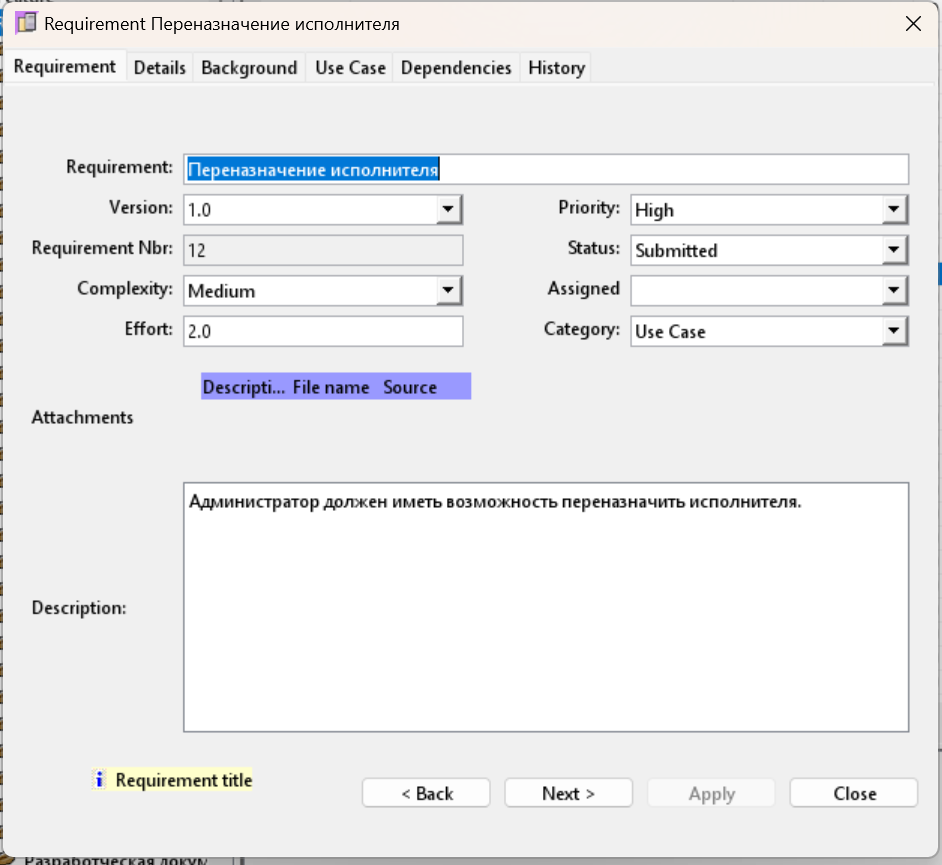 Requirement Переназначение исполнителя
Requirement Details Background Use Case Dependencies History
Requirement: Переназначение исполнителя
Version: 1.0 Priority: High
Requirement Nbr: 12 Status: Submitted
Complexity: Medium Assigned
Effort: 2.0 Category: Use Case
Descripti... File name Source
Attachments
Администратор должен иметь возможность переназначить исполнителя.
Description:
i Requirement title
< Back Next > Apply Close